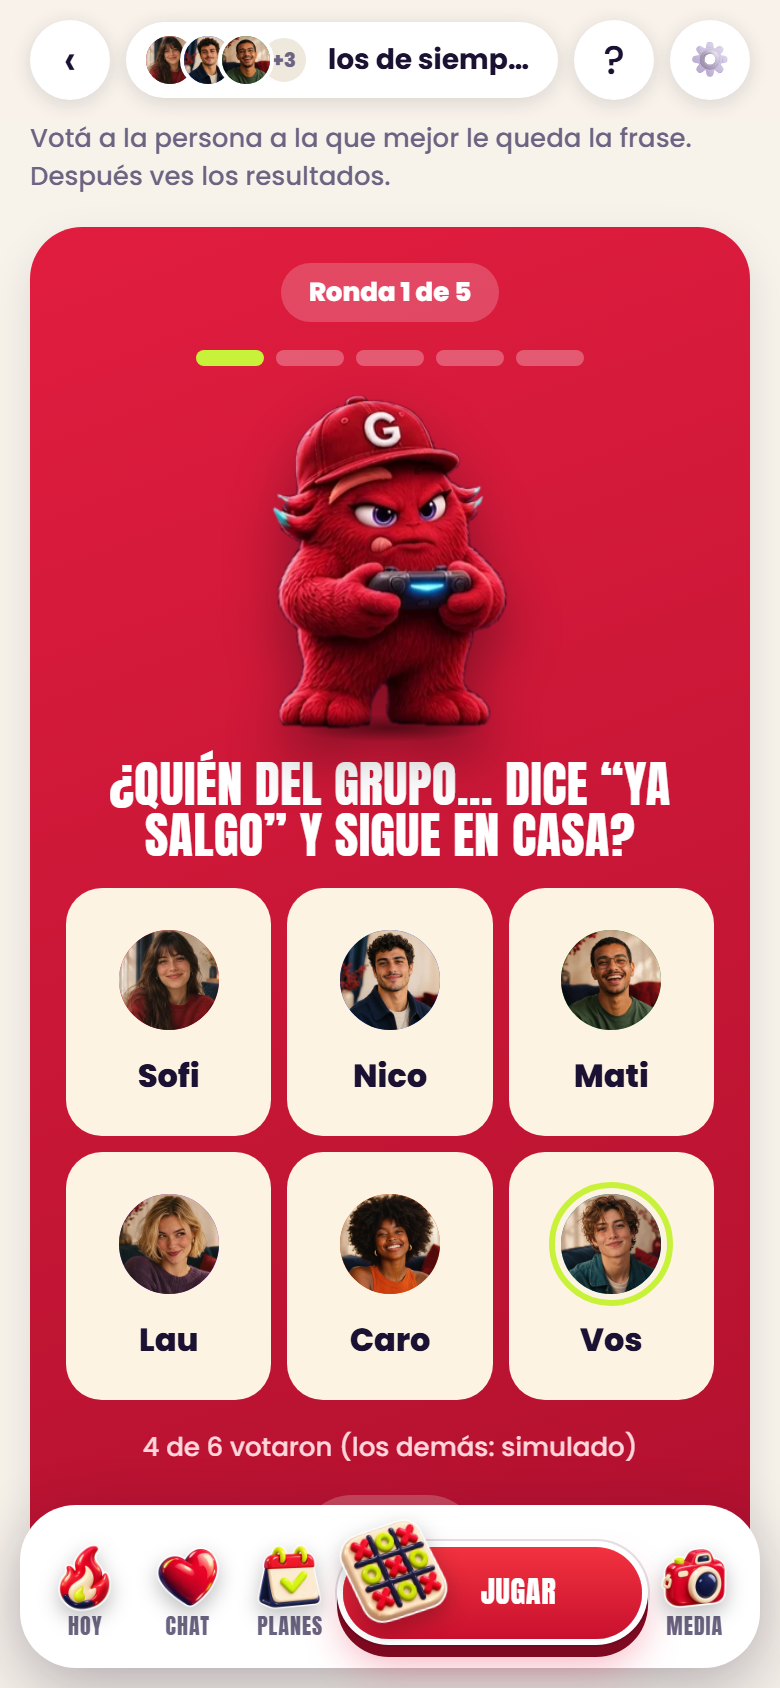 ‹
+3
los de siemp...
?
Votá a la persona a la que mejor le queda la frase.
Después ves los resultados.
Ronda 1 de 5
G
¿QUIÉN DEL GRUPO... DICE “YA
SALGO” Y SIGUE EN CASA?
Sofi
Nico
Mati
Lau
Caro
Vos
4 de 6 votaron (los demás: simulado)
HOY
CHAT
PLANES
JUGAR
MEDIA